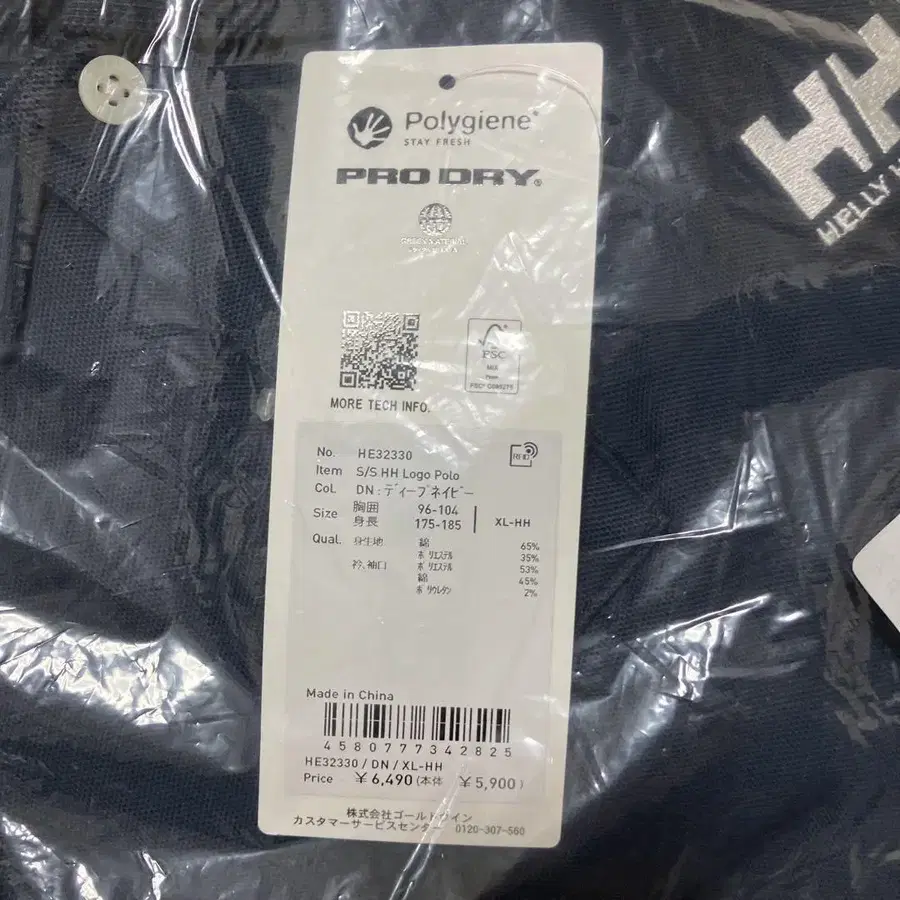 Polygiene®
STAY FRESH
PRO DRY®
MORE TECH INFO.
FSC
No. HE32330
RFID
Item S/S HH Logo Polo
Col. DN:ディープネイビー
Size 胸囲 96-104
身長 175-185
XL-HH
Qual. 身生地 綿 65%
ポリエステル 35%
衿、袖口 ポリエステル 53%
綿 45%
ポリウレタン 2%
Made in China
4580777342825
HE32330 / DN / XL-HH
Price ¥6,490 (本体 ¥5,900)
株式会社ゴールドウイン
カスタマーサービスセンター 0120-307-560
HH
HELLY H